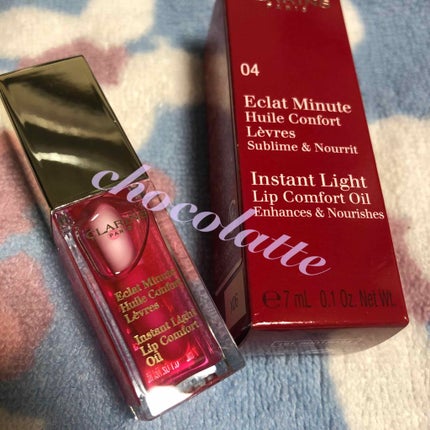 04
Eclat Minute
Huile Confort
Lèvres
Sublime & Nourrit
Instant Light
Lip Comfort Oil
Enhances & Nourishes
e 7 mL 0.1 Oz. Net Wt.
CLARINS
Eclat Minute
Huile Confort
Lèvres
Instant Light
Lip Comfort
Oil
chocolatte